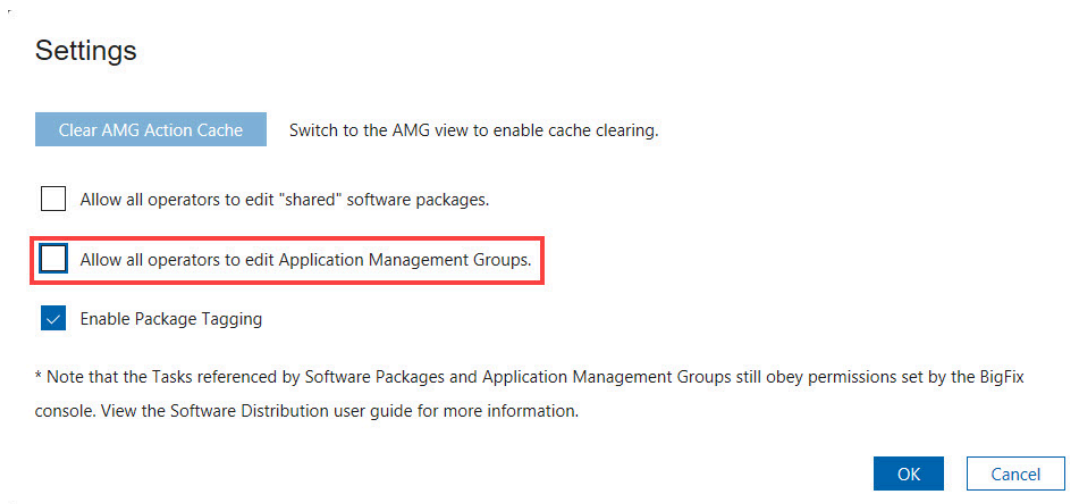 Settings
Clear AMG Action Cache Switch to the AMG view to enable cache clearing.
Allow all operators to edit "shared" software packages.
Allow all operators to edit Application Management Groups.
Enable Package Tagging
* Note that the Tasks referenced by Software Packages and Application Management Groups still obey permissions set by the BigFix
console. View the Software Distribution user guide for more information.
OK Cancel